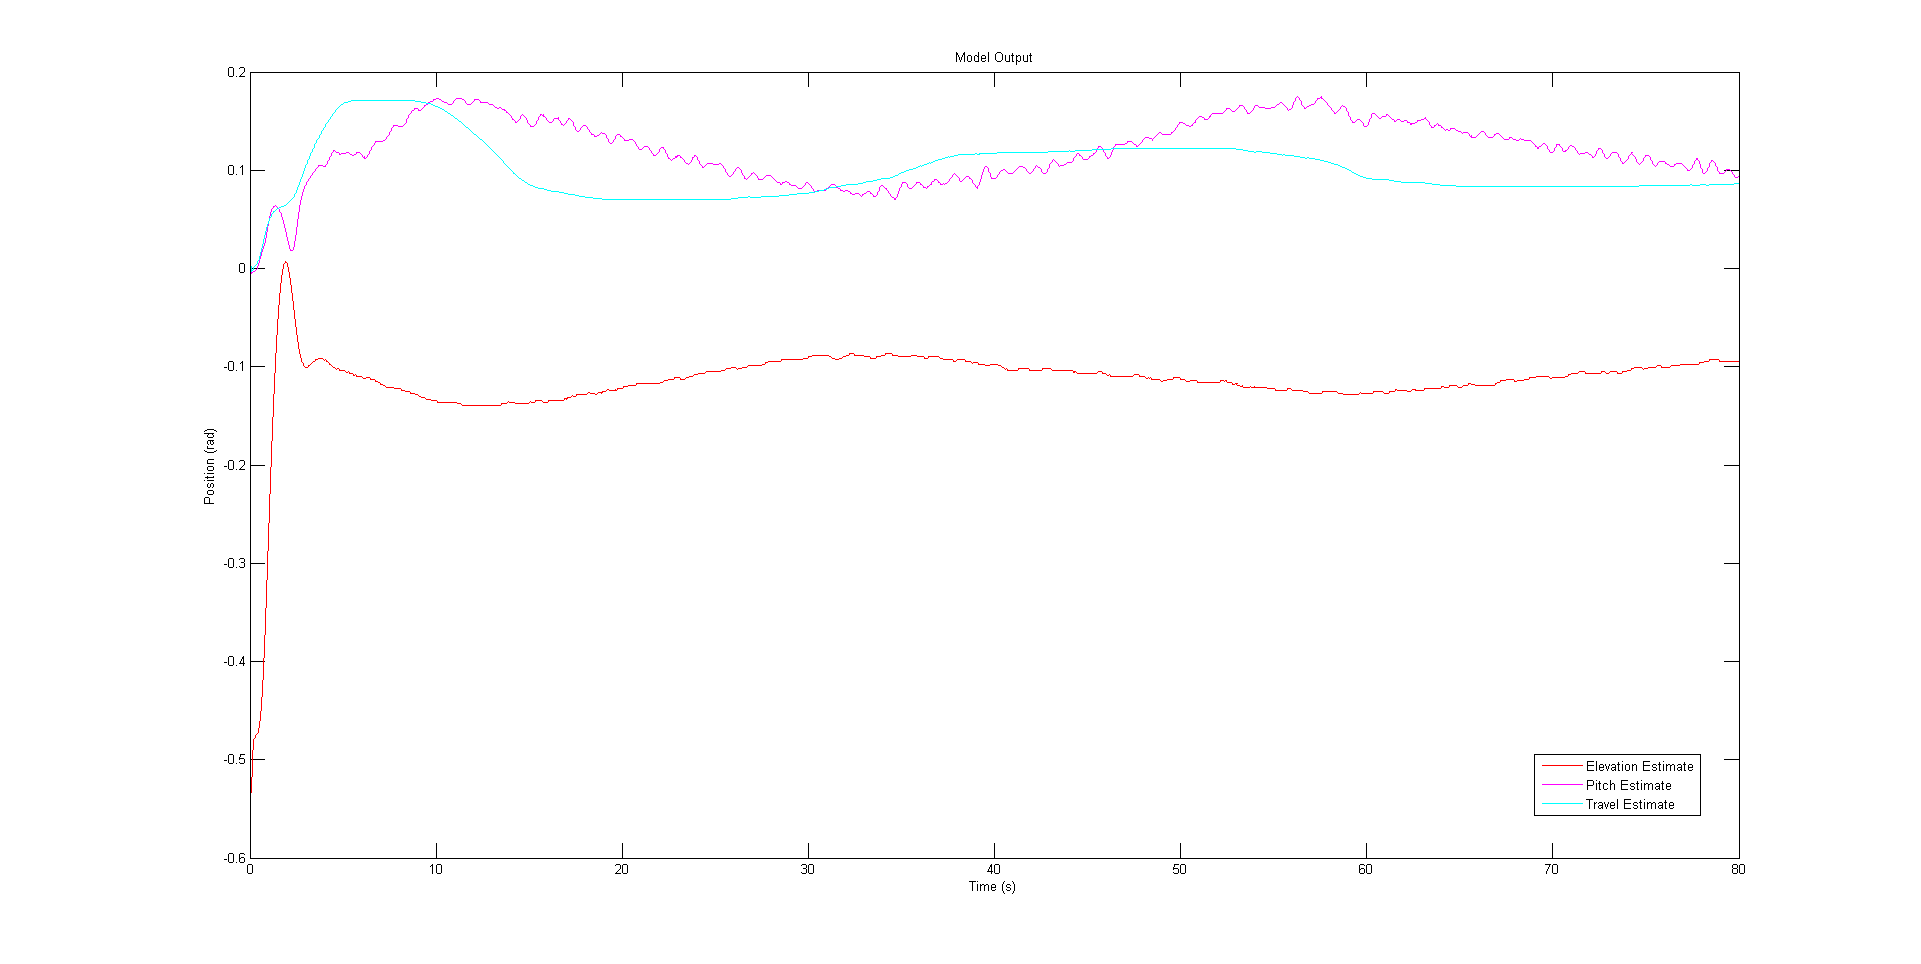 Model Output
0.2
0.1
0
-0.1
-0.2
-0.3
-0.4
-0.5
-0.6
Position (rad)
0 10 20 30 40 50 60 70 80
Time (s)
Elevation Estimate
Pitch Estimate
Travel Estimate